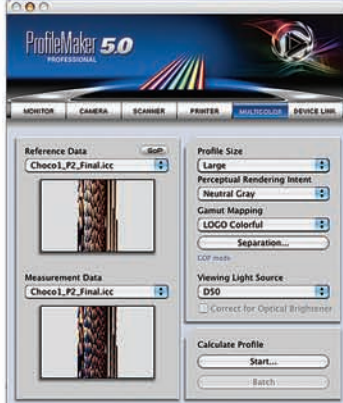 ProfileMaker 5.0
PROFESSIONAL
MONITOR CAMERA SCANNER PRINTER MULTICOLOR DEVICE LINK
Reference Data GoP
Choco1_P2_Final.icc
Measurement Data
Choco1_P2_Final.icc
Profile Size
Large
Perceptual Rendering Intent
Neutral Gray
Gamut Mapping
LOGO Colorful
Separation...
Viewing Light Source
D50
Correct for Optical Brightener
Calculate Profile
Start...
Batch